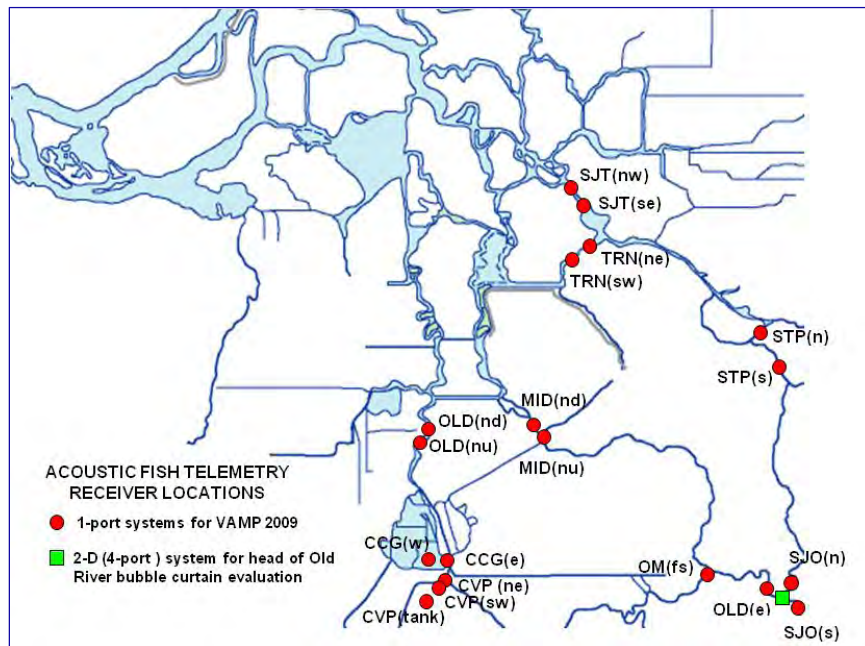 SJT(nw)
SJT(se)
TRN(ne)
TRN(sw)
STP(n)
STP(s)
MID(nd)
OLD(nd)
OLD(nu)
MID(nu)
ACOUSTIC FISH TELEMETRY
RECEIVER LOCATIONS
1-port systems for VAMP 2009
2-D (4-port ) system for head of Old
River bubble curtain evaluation
CCG(w)
CCG(e)
OM(fs)
SJO(n)
CVP (ne)
CVP(sw)
CVP(tank)
OLD(e)
SJO(s)